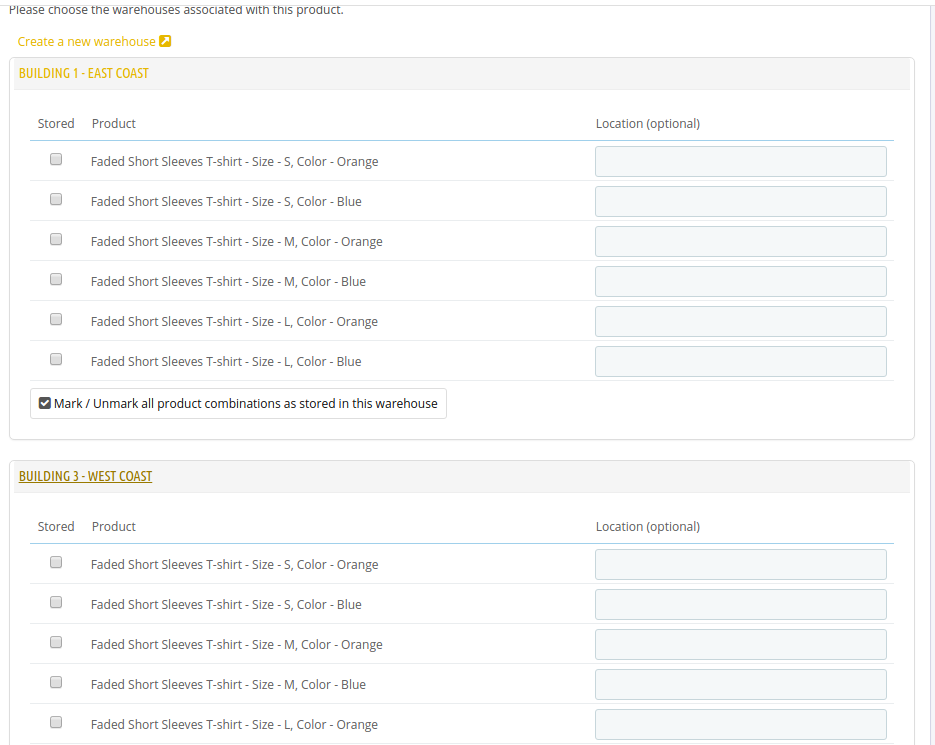 Please choose the warehouses associated with this product.
Create a new warehouse
BUILDING 1 - EAST COAST
Stored Product Location (optional)
Faded Short Sleeves T-shirt - Size - S, Color - Orange
Faded Short Sleeves T-shirt - Size - S, Color - Blue
Faded Short Sleeves T-shirt - Size - M, Color - Orange
Faded Short Sleeves T-shirt - Size - M, Color - Blue
Faded Short Sleeves T-shirt - Size - L, Color - Orange
Faded Short Sleeves T-shirt - Size - L, Color - Blue
Mark / Unmark all product combinations as stored in this warehouse
BUILDING 3 - WEST COAST
Stored Product Location (optional)
Faded Short Sleeves T-shirt - Size - S, Color - Orange
Faded Short Sleeves T-shirt - Size - S, Color - Blue
Faded Short Sleeves T-shirt - Size - M, Color - Orange
Faded Short Sleeves T-shirt - Size - M, Color - Blue
Faded Short Sleeves T-shirt - Size - L, Color - Orange